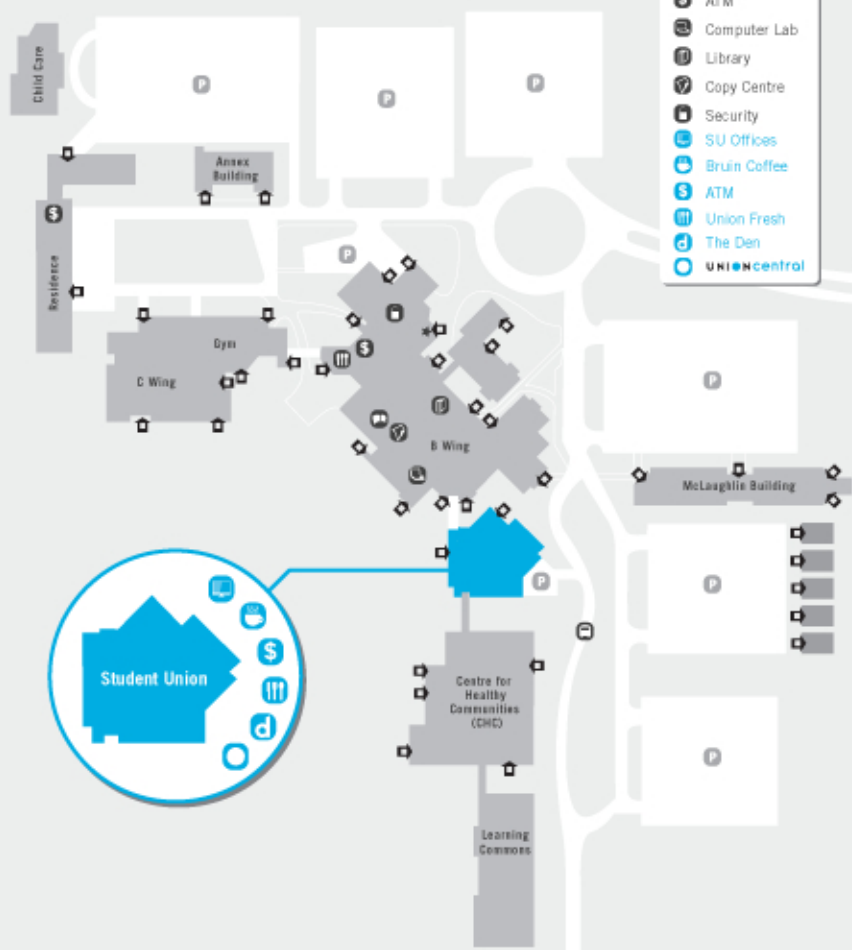 ATM
Computer Lab
Library
Copy Centre
Security
SU Offices
Bruin Coffee
$ ATM
Union Fresh
d The Den
UNIONcentral
Child Care
P
P
P
Annex
Building
$
Residence
P
Gym
C Wing
$
B Wing
P
McLaughlin Building
P
P
Student Union
$
d
Centre for
Healthy
Communities
(CHC)
P
Learning
Commons